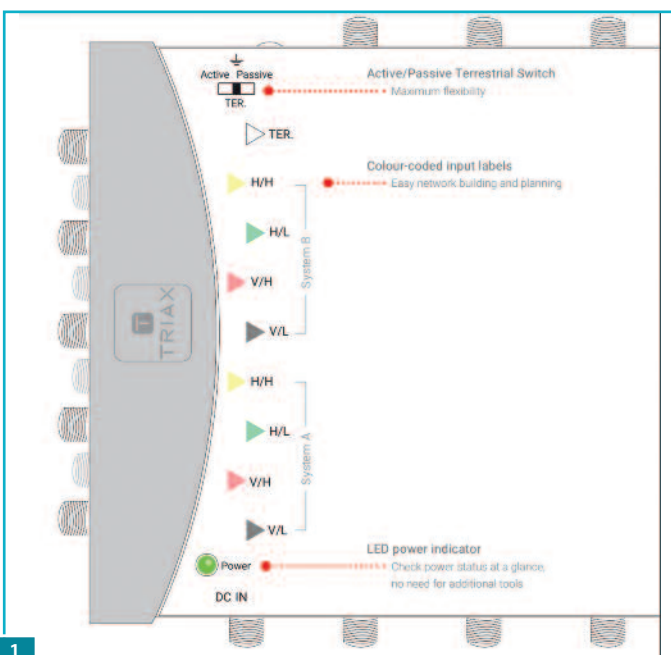 Active Passive
TER.
Active/Passive Terrestrial Switch
Maximum flexibility
TER.
Colour-coded input labels
Easy network building and planning
H/H
H/L
V/H
V/L
System B
T
TRIAX
H/H
H/L
V/H
V/L
System A
LED power indicator
Check power status at a glance,
no need for additional tools
Power
DC IN
1